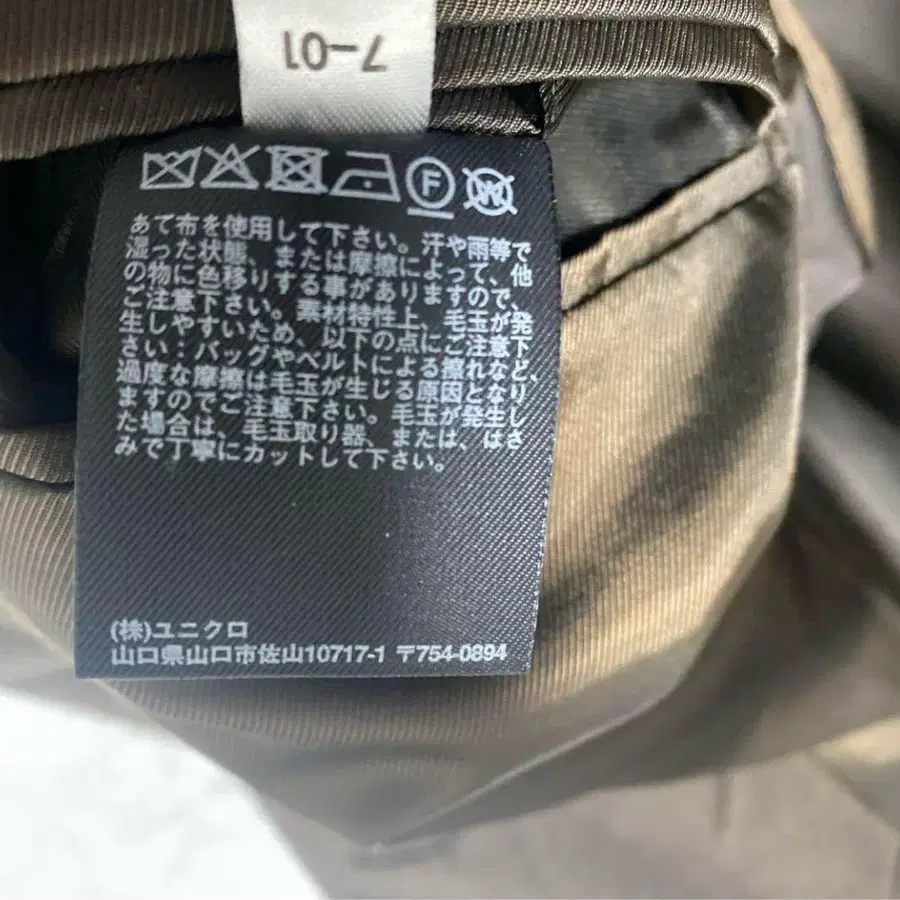 7-01
F
W
あて布を使用して下さい。汗や雨等で
湿った状態、または摩擦によって、他
の物に色移りする事がありますので、
ご注意下さい。素材特性上、毛玉が発
生しやすいため、以下の点にご注意下
さい：バッグやベルトによる擦れなど、
過度な摩擦は毛玉が生じる原因となり
ますのでご注意下さい。毛玉が発生し
た場合は、毛玉取り器、または、はさ
みで丁寧にカットして下さい。
(株)ユニクロ
山口県山口市佐山10717-1 〒754-0894